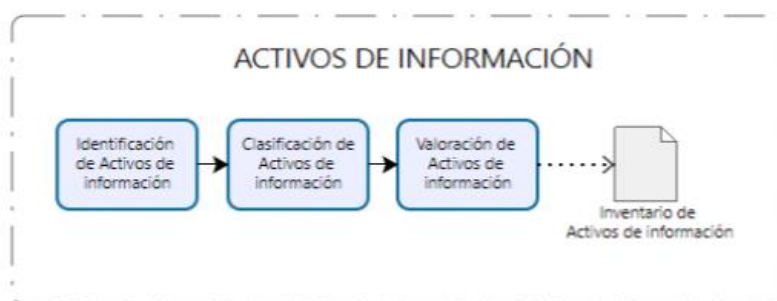 ACTIVOS DE INFORMACIÓN
Identificación
de Activos de
información
Clasificación de
Activos de
información
Valoración de
Activos de
información
Inventario de
Activos de información